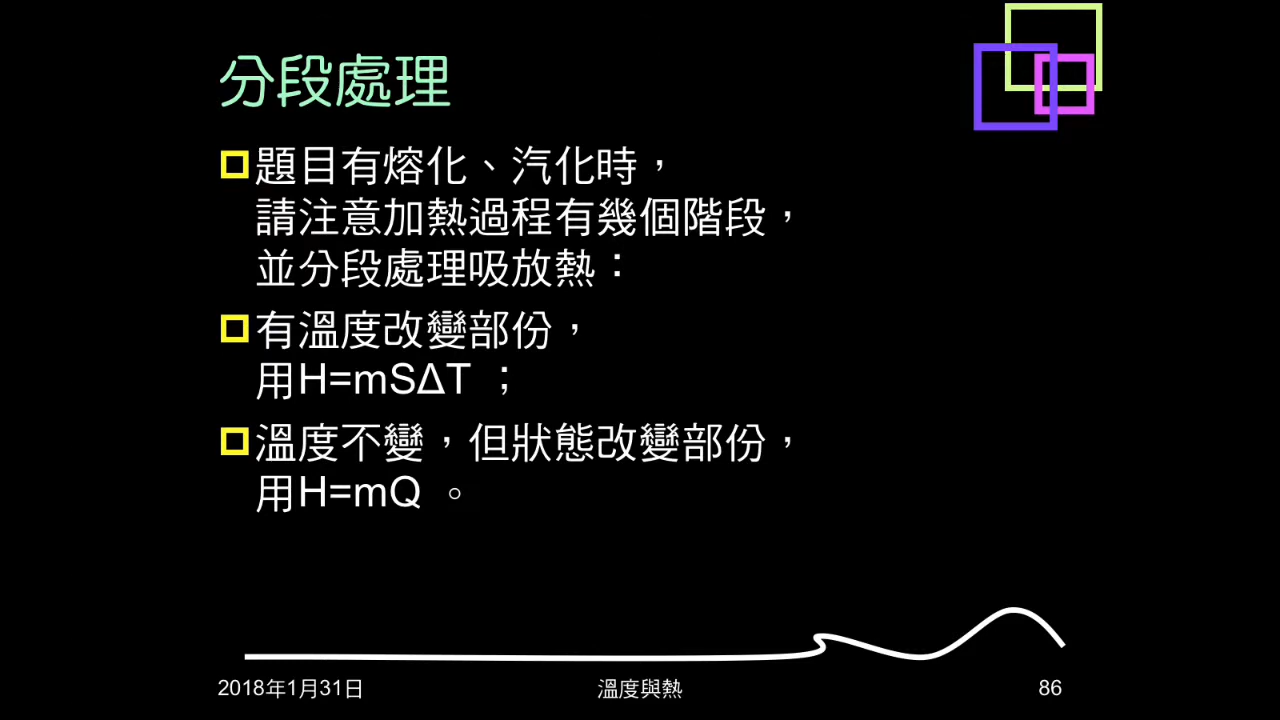 分段處理
題目有熔化、汽化時，
請注意加熱過程有幾個階段，
並分段處理吸放熱：
有溫度改變部份，
用H=mSΔT ；
溫度不變，但狀態改變部份，
用H=mQ 。
2018年1月31日
溫度與熱
86